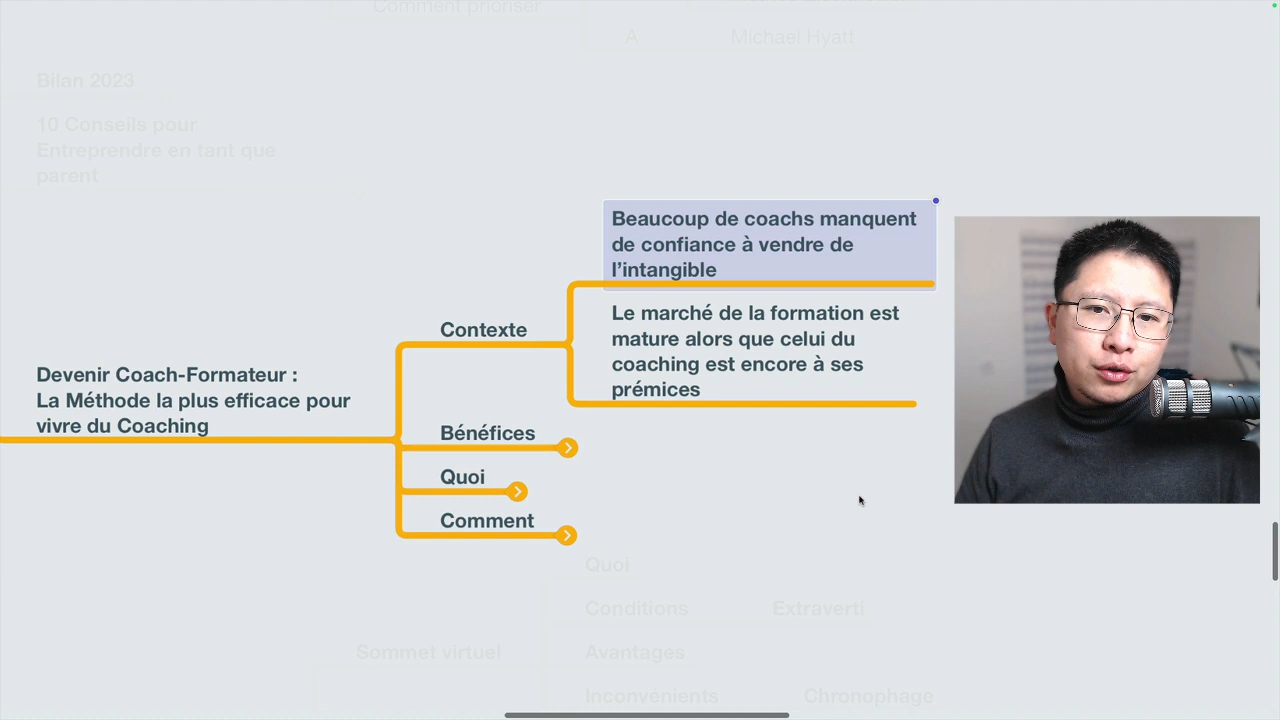 Comment prioriser
A
Michael Hyatt
Bilan 2023
10 Conseils pour
Entreprendre en tant que
parent
Beaucoup de coachs manquent
de confiance à vendre de
l’intangible
Le marché de la formation est
mature alors que celui du
coaching est encore à ses
prémices
Contexte
Devenir Coach-Formateur :
La Méthode la plus efficace pour
vivre du Coaching
Bénéfices
Quoi
Comment
Quoi
Conditions
Extraverti
Sommet virtuel
Avantages
Inconvénients
Chronophage